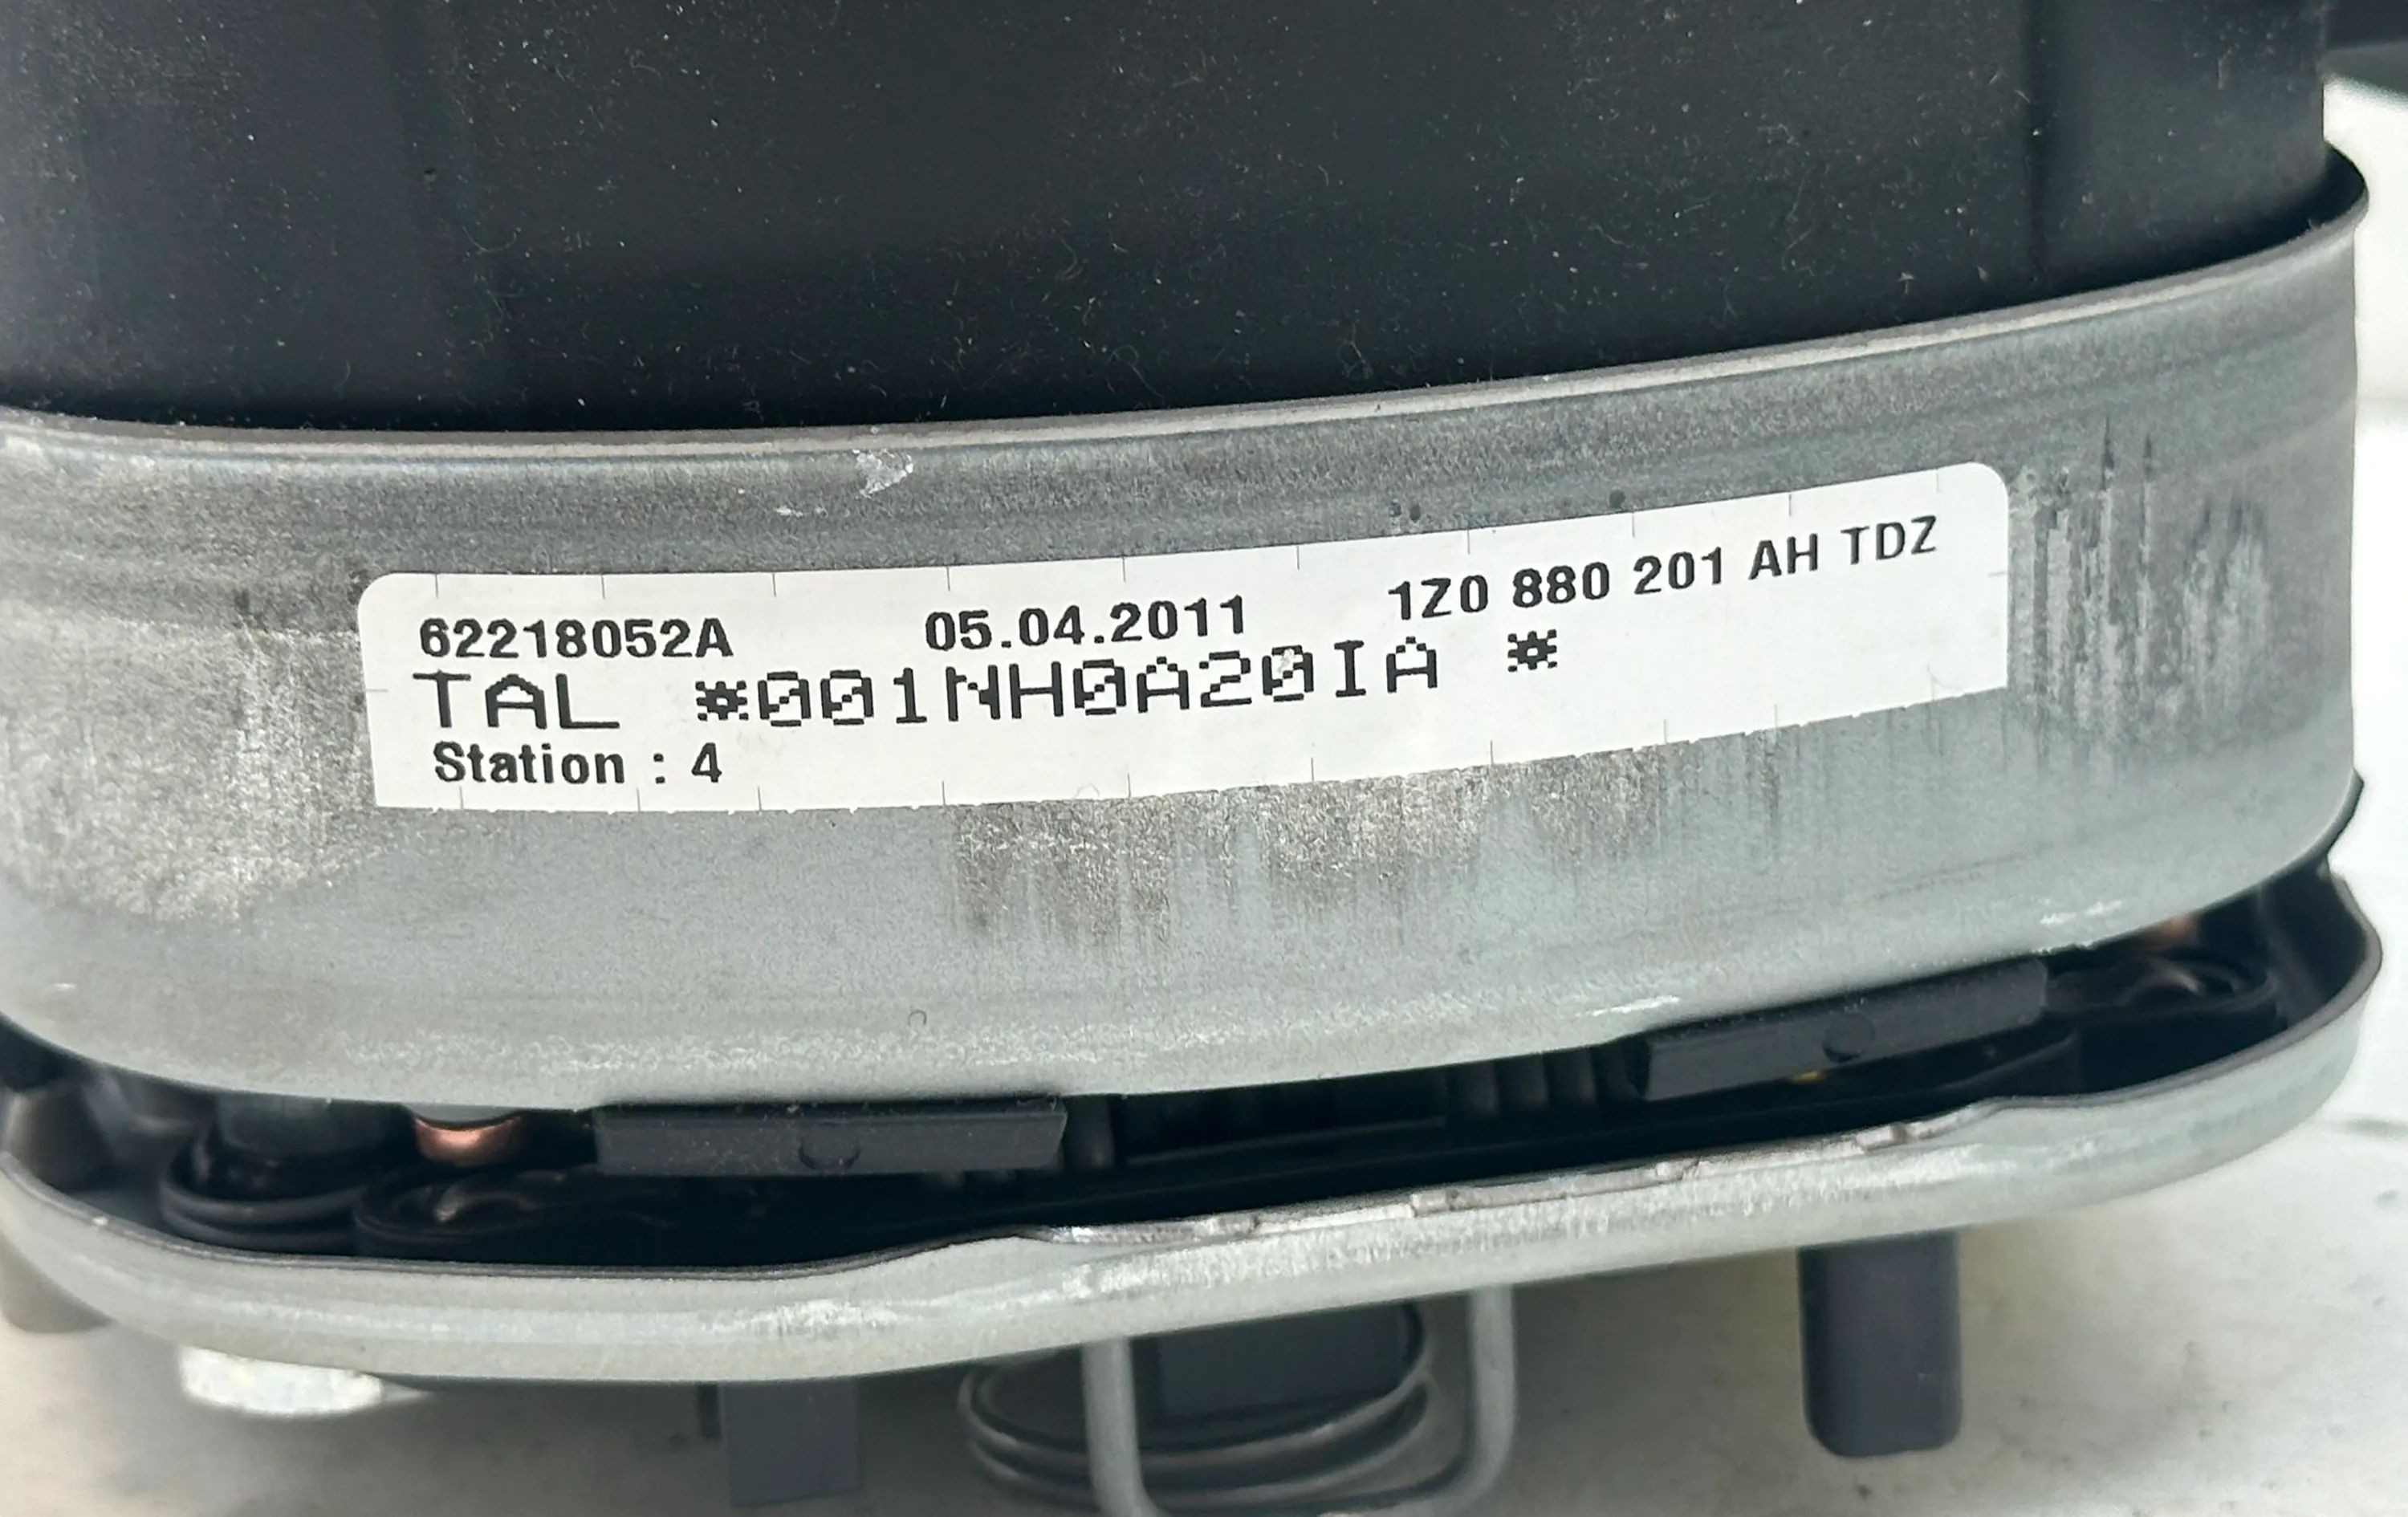 62218052A 05.04.2011 1Z0 880 201 AH TDZ
TAL *001NH0A20IA *
Station : 4